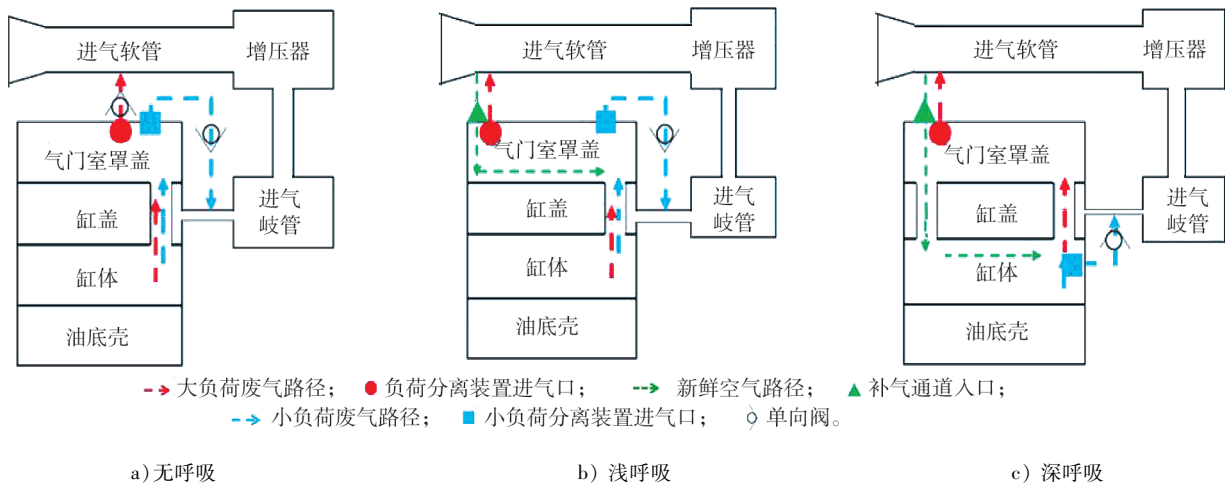 进气软管
增压器
气门室罩盖
缸盖
进气
岐管
缸体
油底壳
进气软管
增压器
气门室罩盖
缸盖
进气
岐管
缸体
油底壳
进气软管
增压器
气门室罩盖
缸盖
进气
岐管
缸体
油底壳
大负荷废气路径； 负荷分离装置进气口； 新鲜空气路径； 补气通道入口；
小负荷废气路径； 小负荷分离装置进气口； 单向阀。
a)无呼吸
b) 浅呼吸
c) 深呼吸